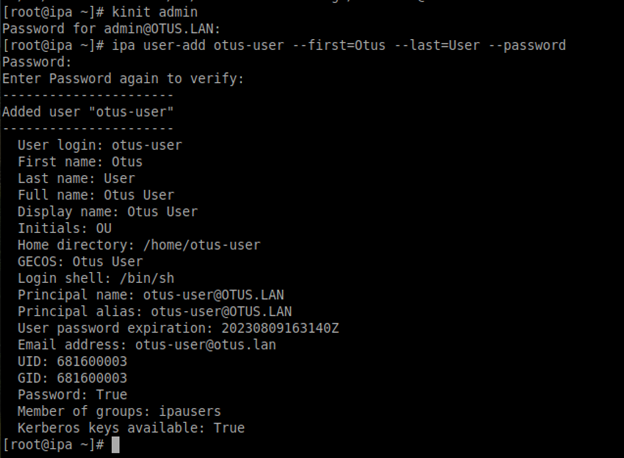 [root@ipa ~]# kinit admin
Password for admin@OTUS.LAN:
[root@ipa ~]# ipa user-add otus-user --first=Otus --last=User --password
Password:
Enter Password again to verify:
----------------------
Added user "otus-user"
----------------------
  User login: otus-user
  First name: Otus
  Last name: User
  Full name: Otus User
  Display name: Otus User
  Initials: OU
  Home directory: /home/otus-user
  GECOS: Otus User
  Login shell: /bin/sh
  Principal name: otus-user@OTUS.LAN
  Principal alias: otus-user@OTUS.LAN
  User password expiration: 20230809163140Z
  Email address: otus-user@otus.lan
  UID: 681600003
  GID: 681600003
  Password: True
  Member of groups: ipausers
  Kerberos keys available: True
[root@ipa ~]#